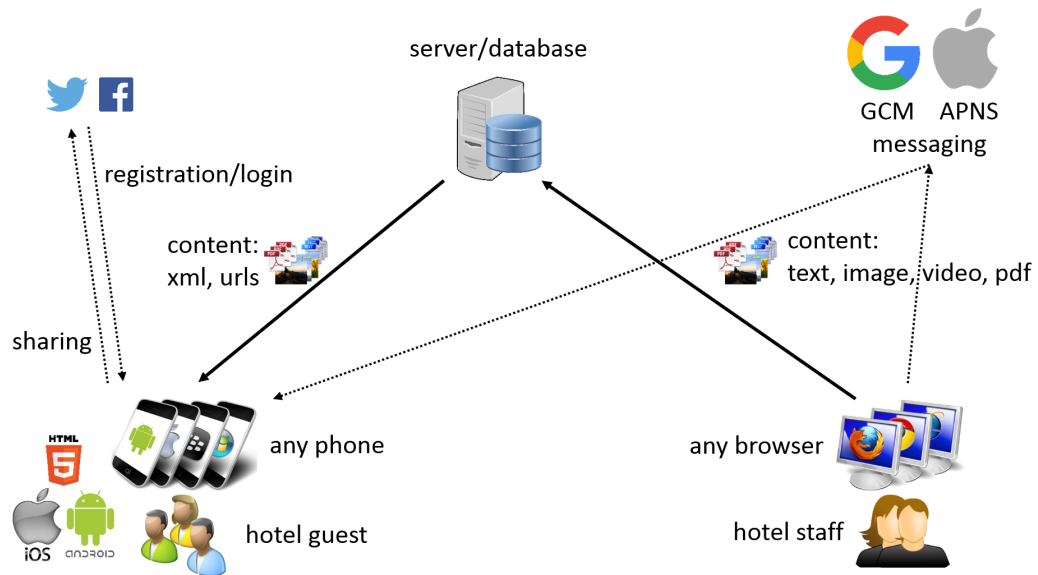 server/database
GCM APNS
messaging
registration/login
content:
xml, urls
content:
text, image, video, pdf
sharing
HTML
5
any phone
any browser
iOS
ANDROID
hotel guest
hotel staff